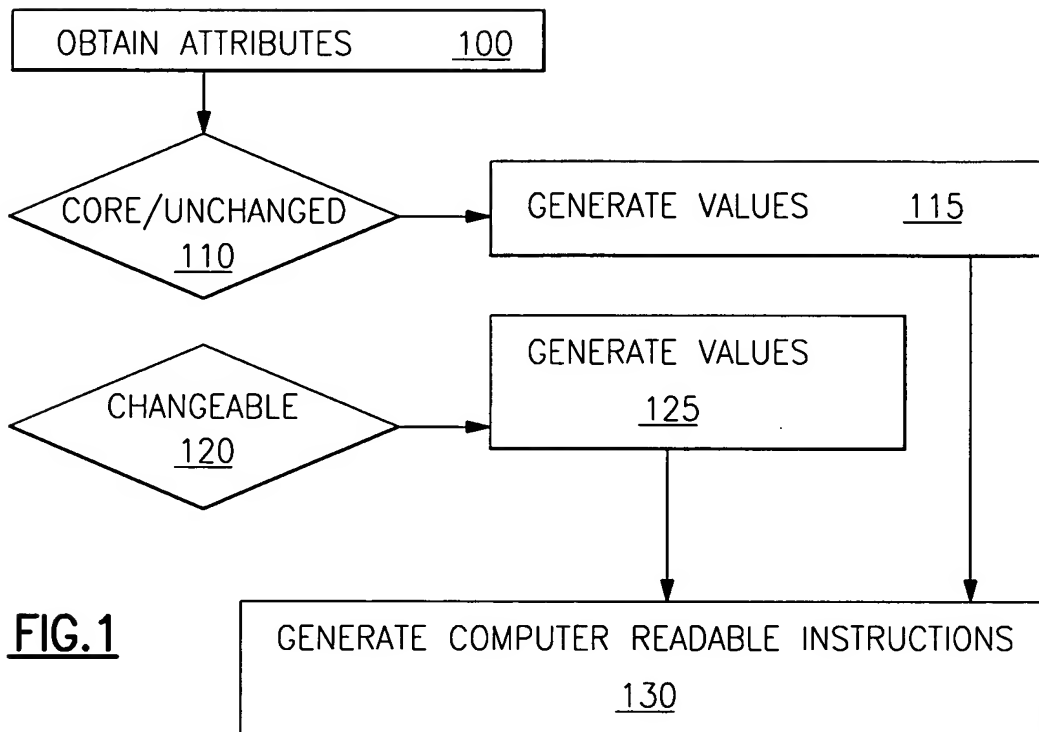 OBTAIN ATTRIBUTES 100
CORE/UNCHANGED
110
GENERATE VALUES 115
CHANGEABLE
120
GENERATE VALUES
125
FIG.1
GENERATE COMPUTER READABLE INSTRUCTIONS
130